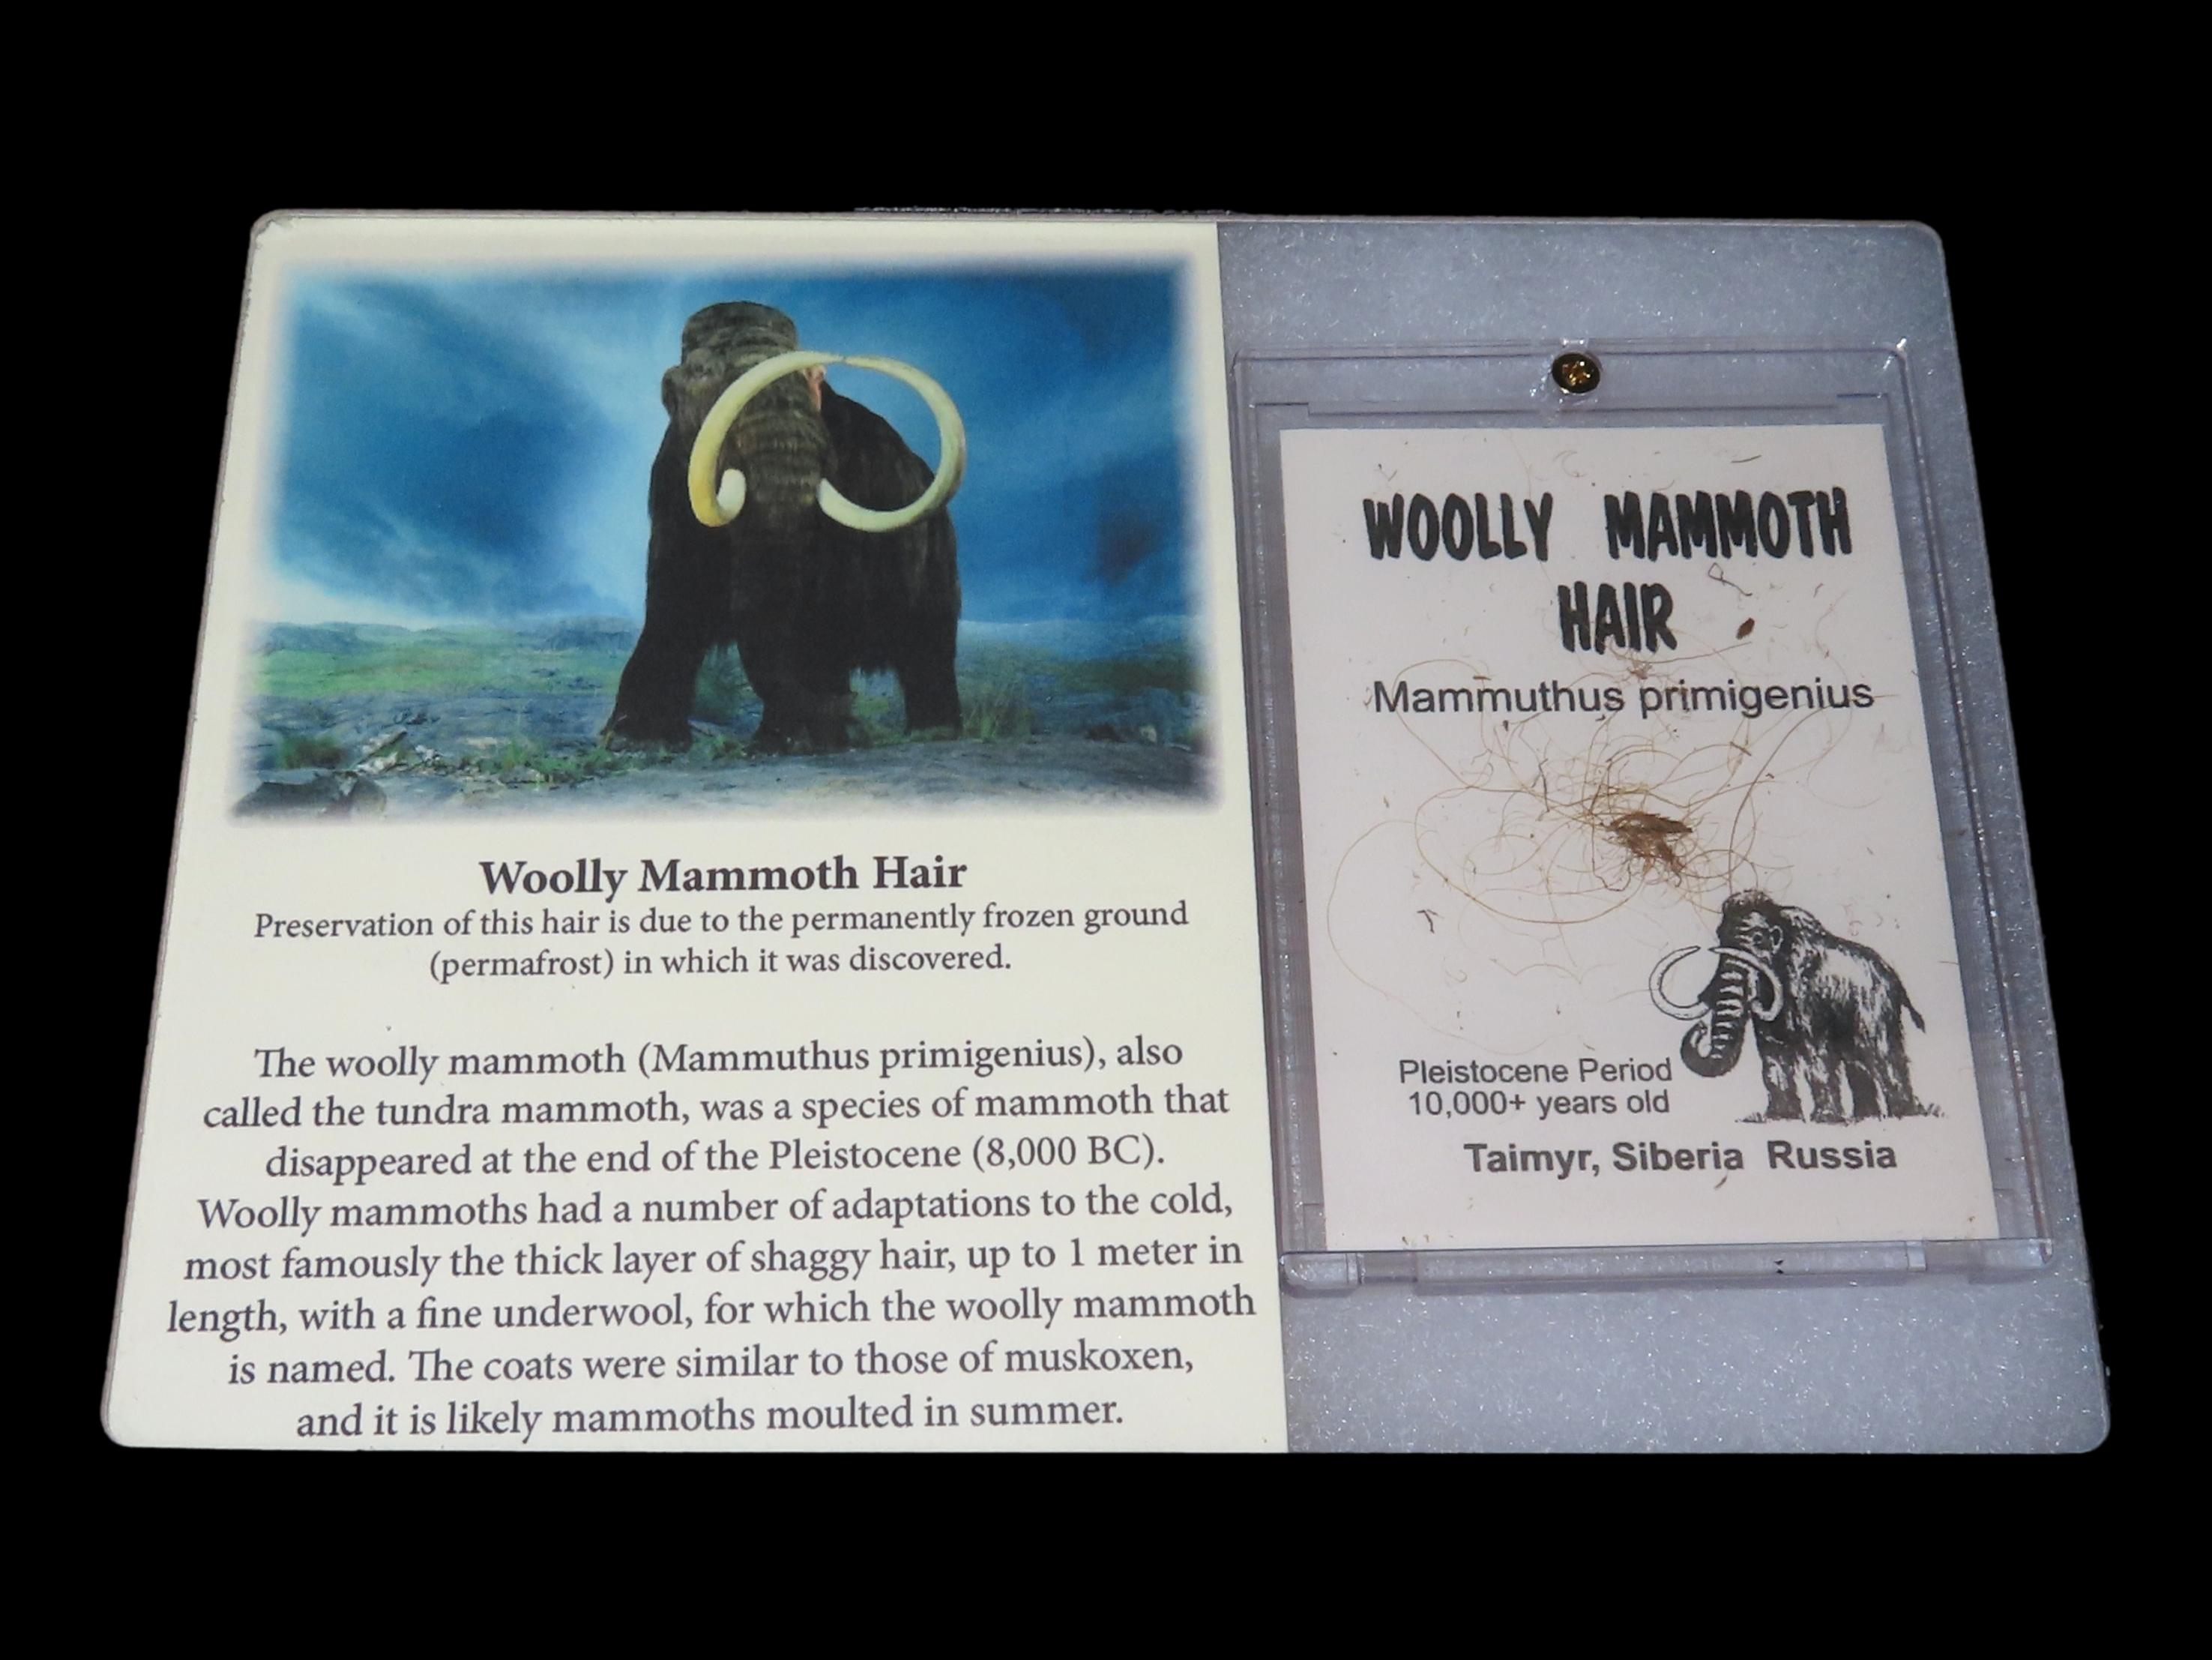 Woolly Mammoth Hair
Preservation of this hair is due to the permanently frozen ground
(permafrost) in which it was discovered.
The woolly mammoth (Mammuthus primigenius), also
called the tundra mammoth, was a species of mammoth that
disappeared at the end of the Pleistocene (8,000 BC).
Woolly mammoths had a number of adaptations to the cold,
most famously the thick layer of shaggy hair, up to 1 meter in
length, with a fine underwool, for which the woolly mammoth
is named. The coats were similar to those of muskoxen,
and it is likely mammoths moulted in summer.
WOOLLY MAMMOTH
HAIR
Mammuthus primigenius
Pleistocene Period
10,000+ years old
Taimyr, Siberia Russia